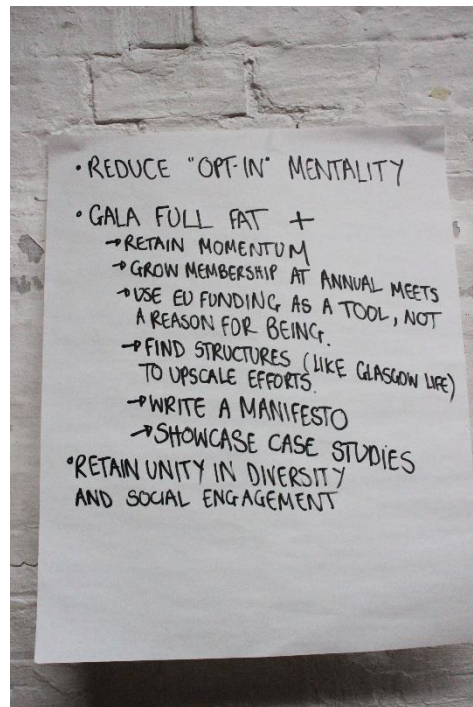 • REDUCE "OPT-IN" MENTALITY
• GALA FULL FAT +
→ RETAIN MOMENTUM
→ GROW MEMBERSHIP AT ANNUAL MEETS
→ USE EU FUNDING AS A TOOL, NOT
A REASON FOR BEING.
→ FIND STRUCTURES (LIKE GLASGOW LIFE)
TO UPSCALE EFFORTS.
→ WRITE A MANIFESTO
→ SHOWCASE CASE STUDIES
• RETAIN UNITY IN DIVERSITY
AND SOCIAL ENGAGEMENT